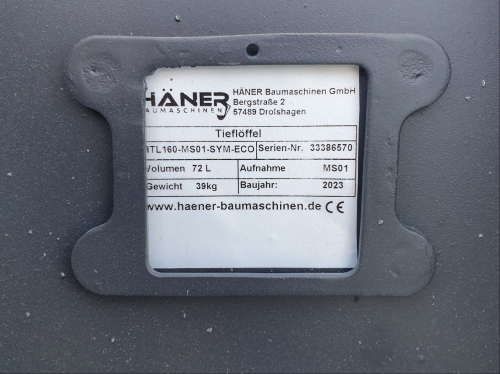 HÄNER
BAUMASCHINEN
HÄNER Baumaschinen GmbH
Bergstraße 2
57489 Drolshagen
Tieflöffel
HTL160-MS01-SYM-ECO Serien-Nr. 33386570
Volumen 72 L Aufnahme MS01
Gewicht 39kg Baujahr: 2023
www.haener-baumaschinen.de CE